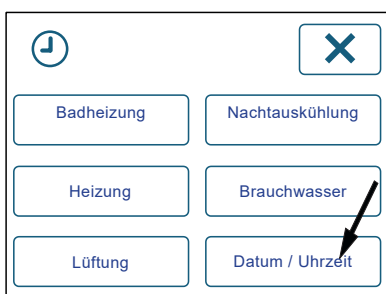 Badheizung
Nachtauskühlung
Heizung
Brauchwasser
Lüftung
Datum / Uhrzeit